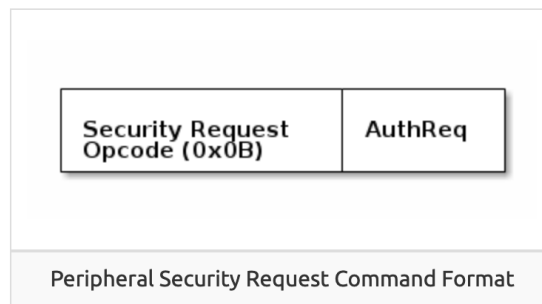 Security Request
Opcode (0x0B)
AuthReq
Peripheral Security Request Command Format